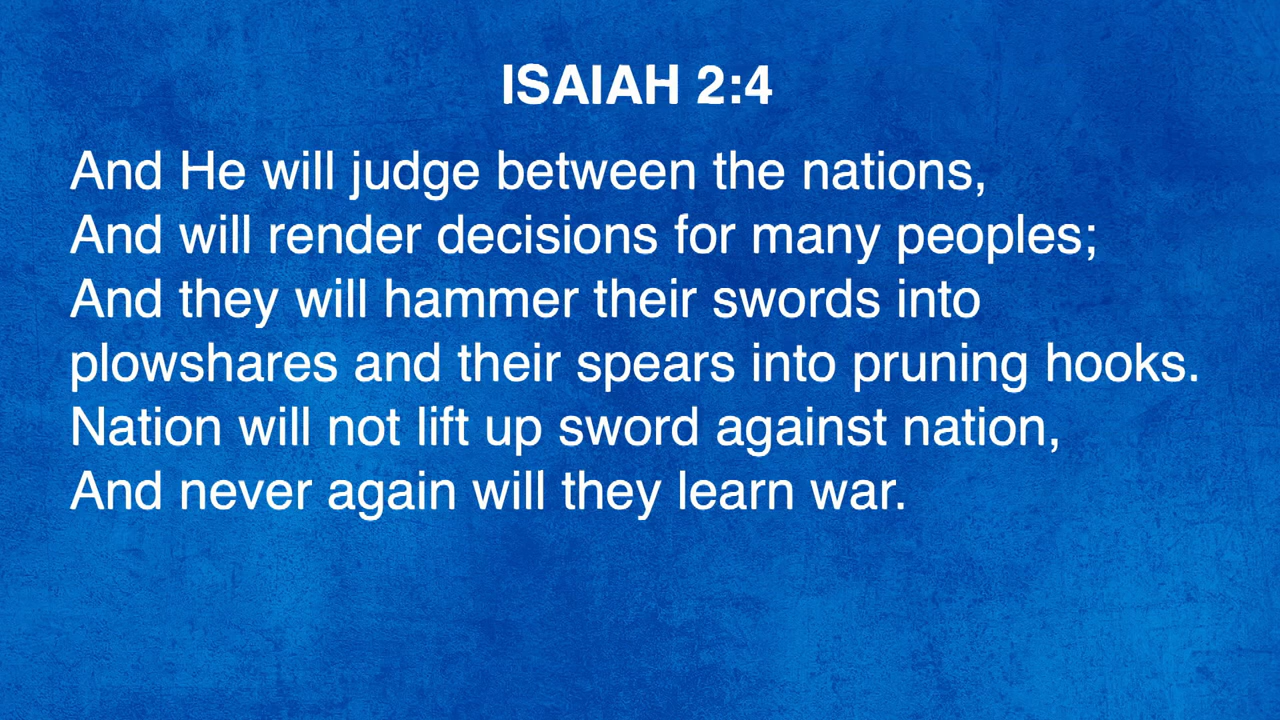 ISAIAH 2:4
And He will judge between the nations,
And will render decisions for many peoples;
And they will hammer their swords into
plowshares and their spears into pruning hooks.
Nation will not lift up sword against nation,
And never again will they learn war.